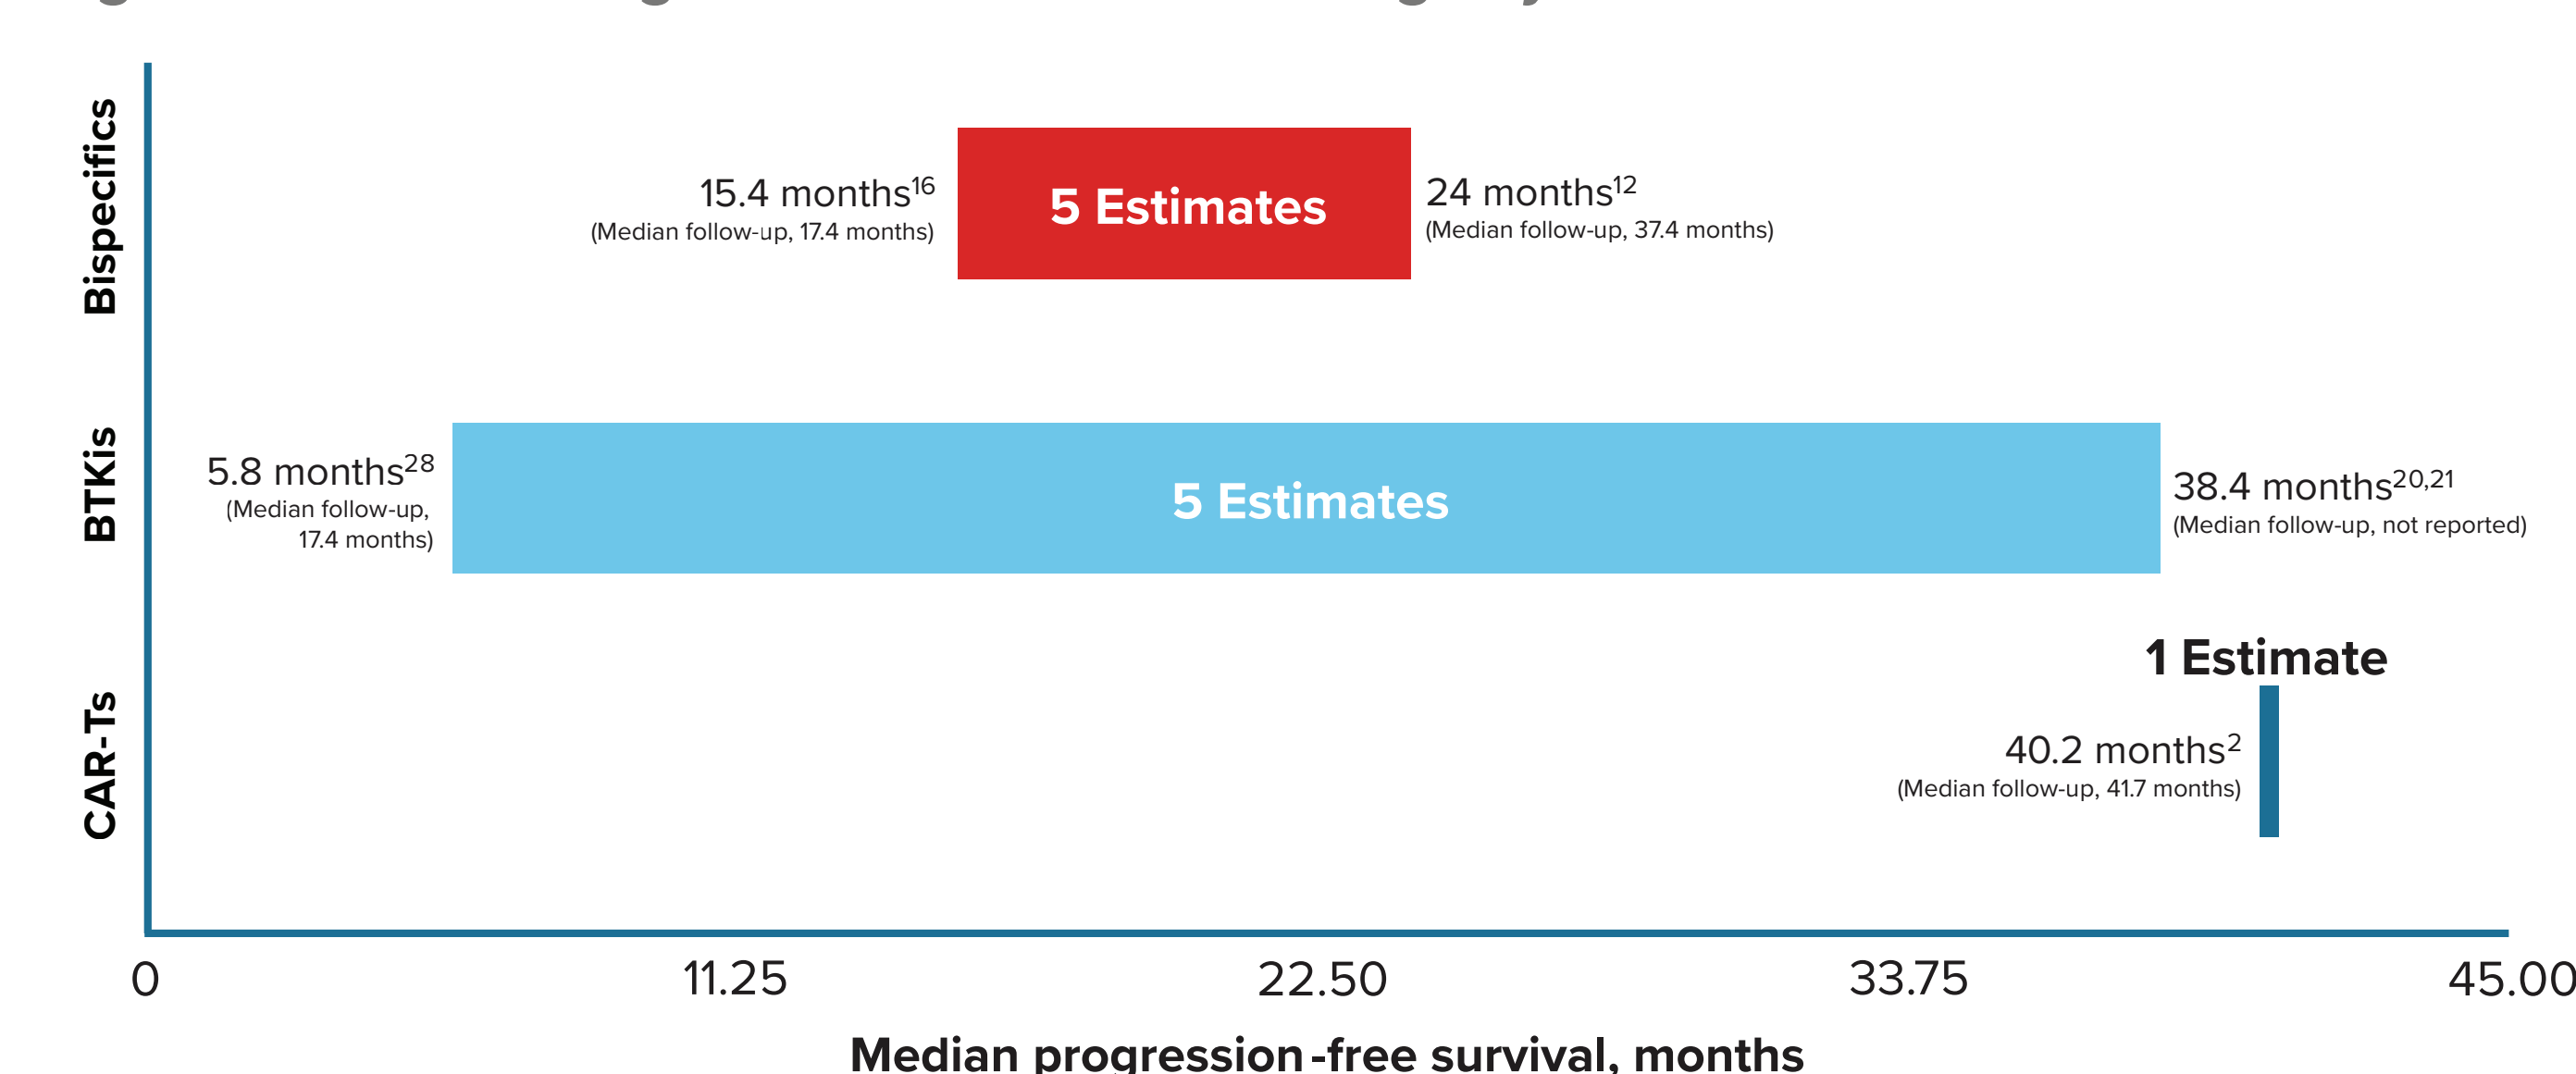 Bispecifics
15.4 months16
(Median follow-up, 17.4 months)
5 Estimates
24 months12
(Median follow-up, 37.4 months)
BTKis
5.8 months28
(Median follow-up,
17.4 months)
5 Estimates
38.4 months20,21
(Median follow-up, not reported)
CAR-Ts
1 Estimate
40.2 months2
(Median follow-up, 41.7 months)
0
11.25
22.50
33.75
45.00
Median progression-free survival, months